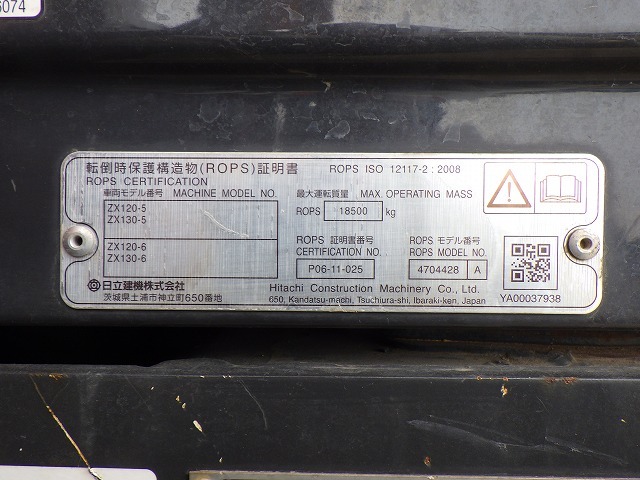 6074
転倒時保護構造物(ROPS)証明書 ROPS ISO 12117-2 : 2008
ROPS CERTIFICATION
車両モデル番号 MACHINE MODEL NO.
最大運転質量 MAX. OPERATING MASS
ZX120-5
ZX130-5
ROPS 18500 kg
ZX120-6
ZX130-6
ROPS 証明書番号
CERTIFICATION NO.
P06-11-025
ROPS モデル番号
ROPS MODEL NO.
4704428 A
日立建機株式会社
茨城県土浦市神立町650番地
Hitachi Construction Machinery Co., Ltd.
650, Kandatsu-machi, Tsuchiura-shi, Ibaraki-ken, Japan
YA00037938